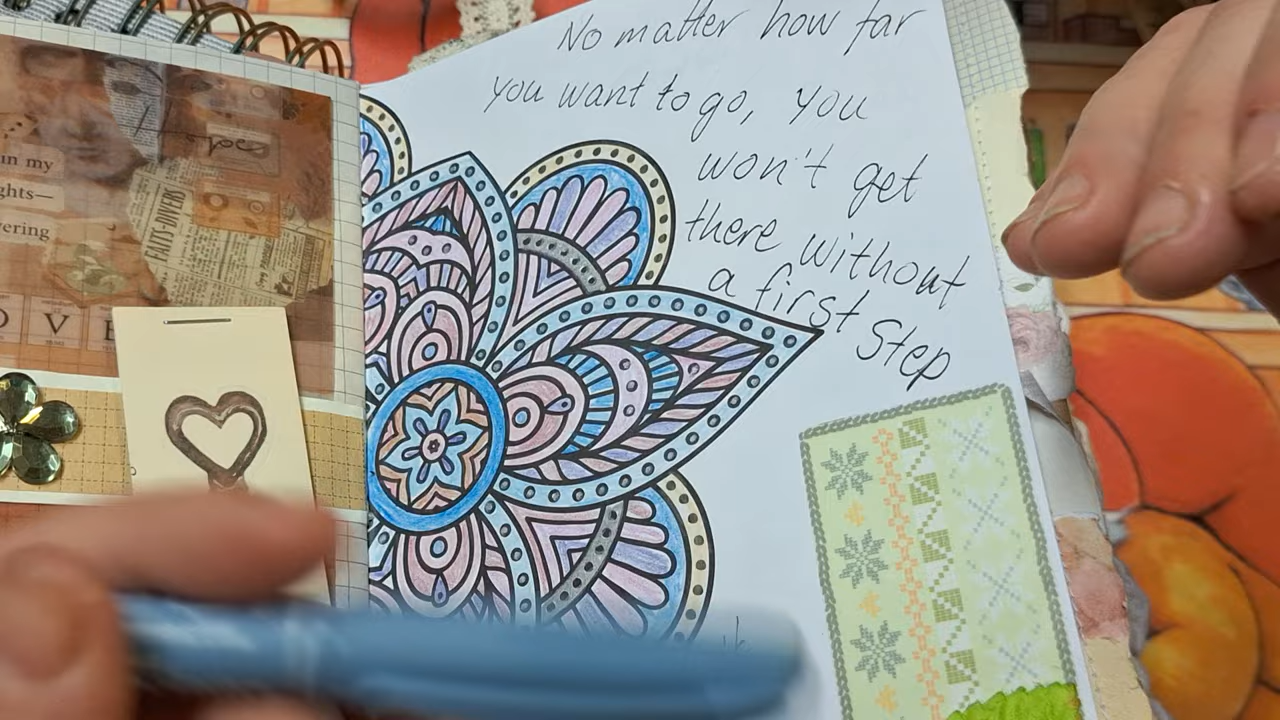 No matter how far
you want to go, you
won't get
there without
a first step
in my
ghts—
vering
OVE
FAITS-DIVERS